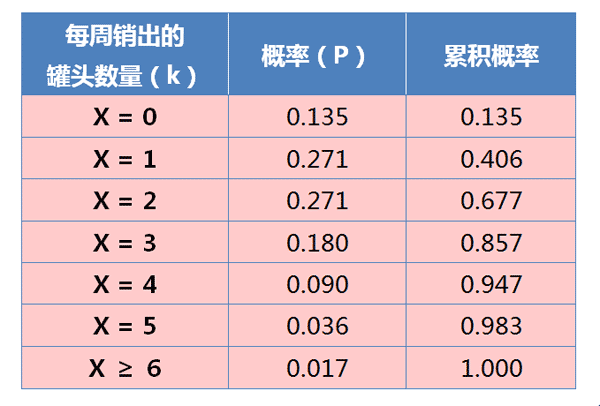 每周销出的
罐头数量（k） 概率（P） 累积概率
X = 0 0.135 0.135
X = 1 0.271 0.406
X = 2 0.271 0.677
X = 3 0.180 0.857
X = 4 0.090 0.947
X = 5 0.036 0.983
X ≥ 6 0.017 1.000